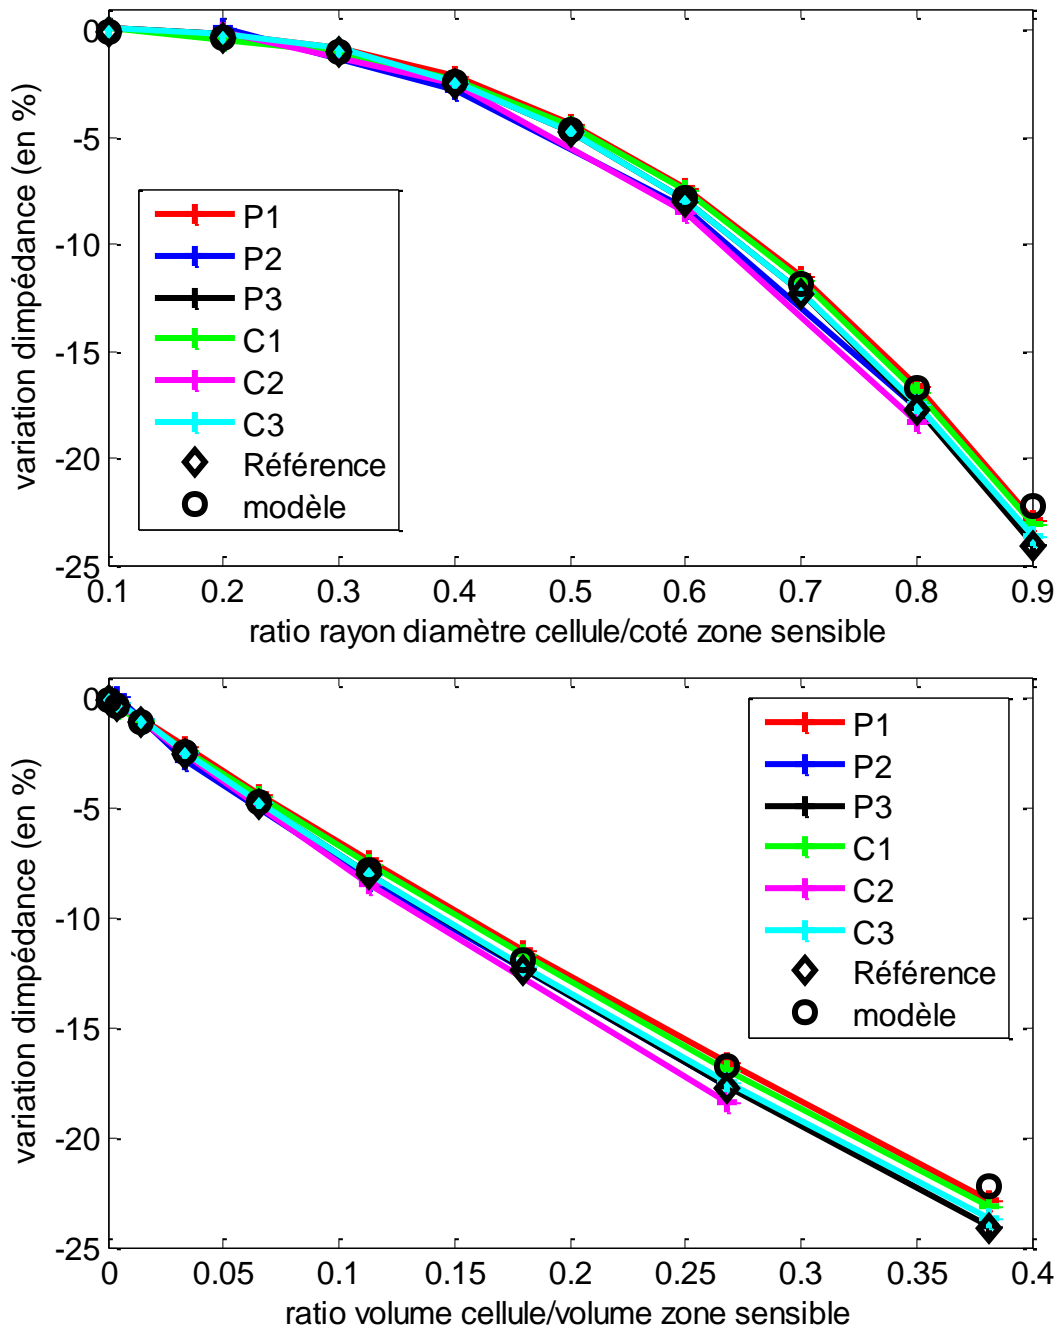 variation dimpédance (en %)
0
-5
-10
-15
-20
-25
P1
P2
P3
C1
C2
C3
Référence
modèle
0.1 0.2 0.3 0.4 0.5 0.6 0.7 0.8 0.9
ratio rayon diamètre cellule/coté zone sensible
variation dimpédance (en %)
0
-5
-10
-15
-20
-25
P1
P2
P3
C1
C2
C3
Référence
modèle
0 0.05 0.1 0.15 0.2 0.25 0.3 0.35 0.4
ratio volume cellule/volume zone sensible